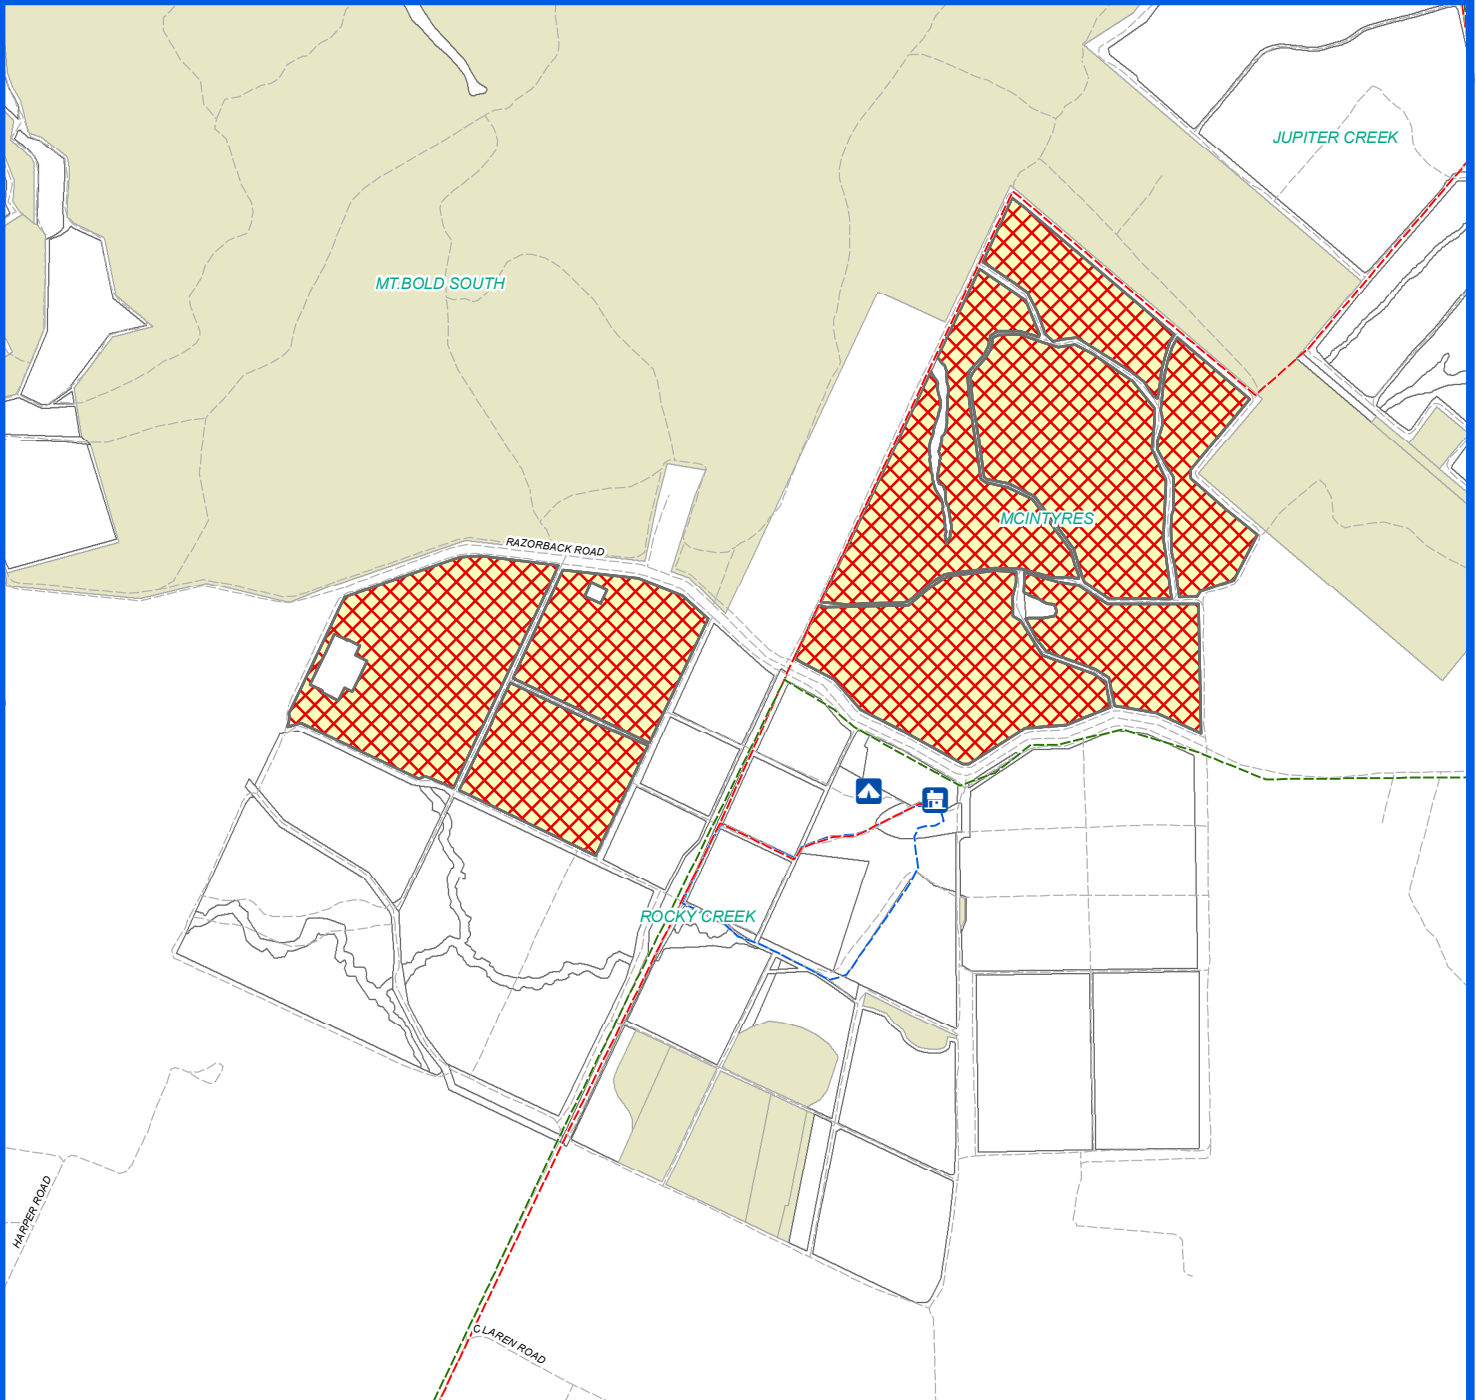 JUPITER CREEK
MT.BOLD SOUTH
MCINTYRES
RAZORBACK ROAD
ROCKY CREEK
HARPER ROAD
CLAREN ROAD